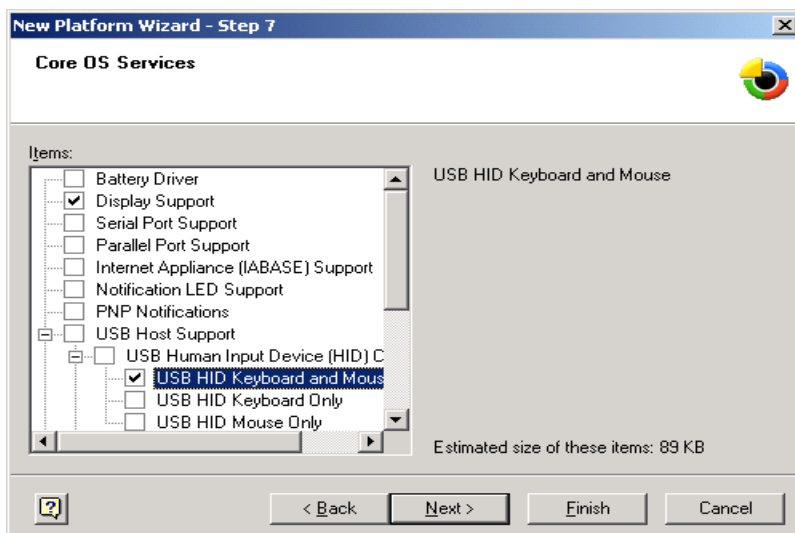 New Platform Wizard - Step 7
Core OS Services
Items:
Battery Driver
Display Support
Serial Port Support
Parallel Port Support
Internet Appliance (IABASE) Support
Notification LED Support
PNP Notifications
USB Host Support
USB Human Input Device (HID) C
USB HID Keyboard and Mous
USB HID Keyboard Only
USB HID Mouse Only
USB HID Keyboard and Mouse
Estimated size of these items: 89 KB
< Back Next > Finish Cancel